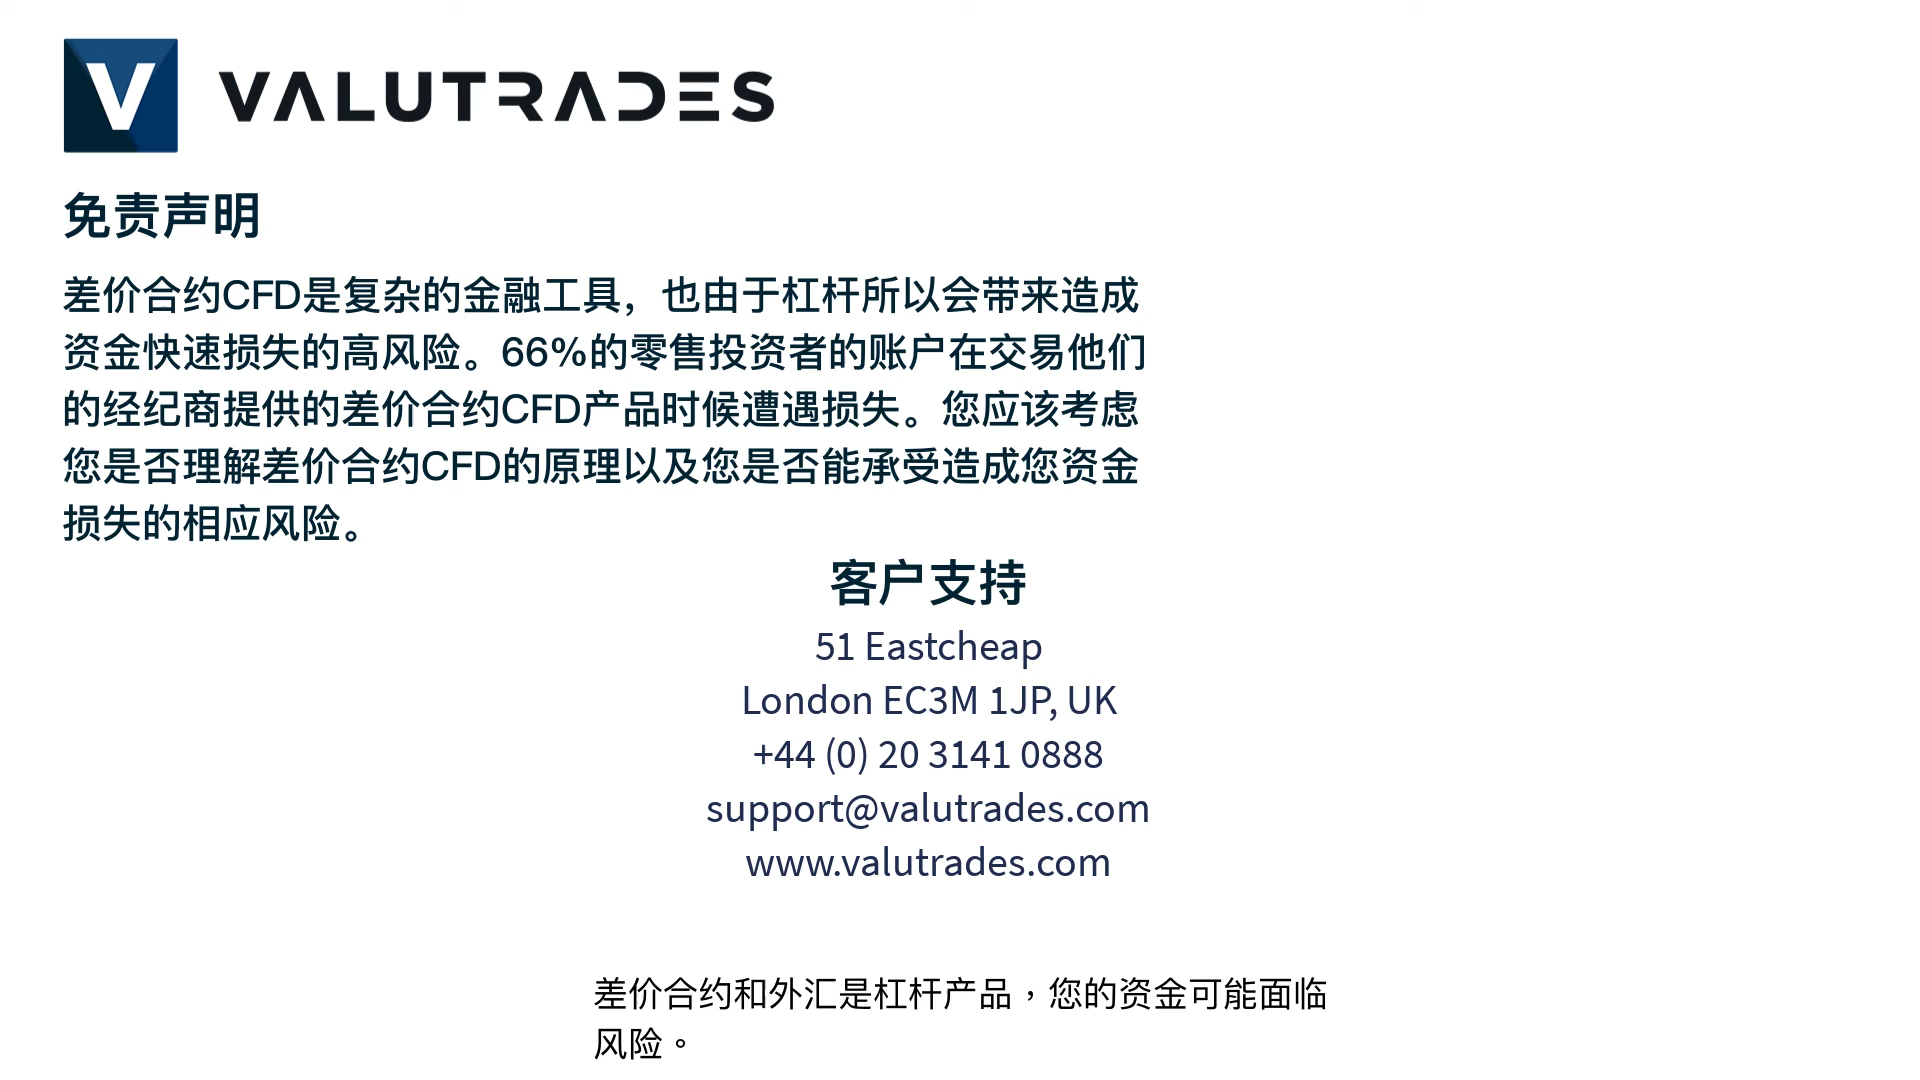 V VALUTRADES
免责声明
差价合约CFD是复杂的金融工具，也由于杠杆所以会带来造成
资金快速损失的高风险。66%的零售投资者的账户在交易他们
的经纪商提供的差价合约CFD产品时候遭遇损失。您应该考虑
您是否理解差价合约CFD的原理以及您是否能承受造成您资金
损失的相应风险。
客户支持
51 Eastcheap
London EC3M 1JP, UK
+44 (0) 20 3141 0888
support@valutrades.com
www.valutrades.com
差价合约和外汇是杠杆产品，您的资金可能面临
风险。